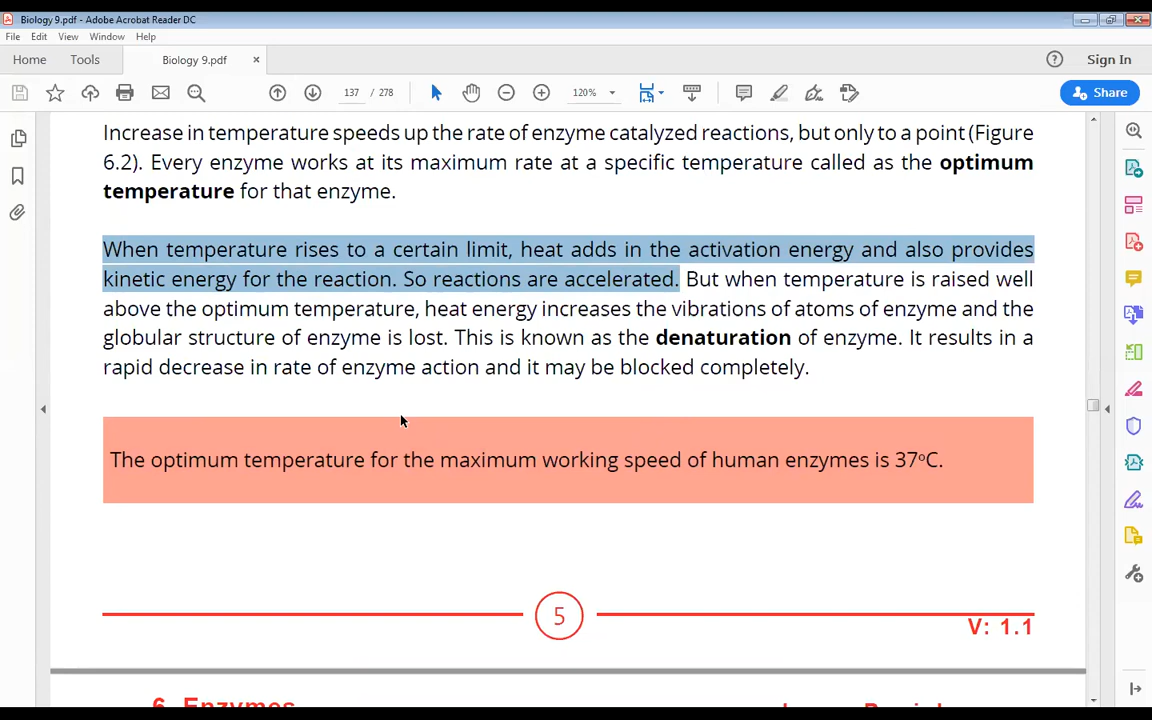 Biology 9.pdf - Adobe Acrobat Reader DC
File Edit View Window Help
Home Tools Biology 9.pdf × Sign In
137 / 278 120% Share
Increase in temperature speeds up the rate of enzyme catalyzed reactions, but only to a point (Figure
6.2). Every enzyme works at its maximum rate at a specific temperature called as the optimum
temperature for that enzyme.
When temperature rises to a certain limit, heat adds in the activation energy and also provides
kinetic energy for the reaction. So reactions are accelerated. But when temperature is raised well
above the optimum temperature, heat energy increases the vibrations of atoms of enzyme and the
globular structure of enzyme is lost. This is known as the denaturation of enzyme. It results in a
rapid decrease in rate of enzyme action and it may be blocked completely.
The optimum temperature for the maximum working speed of human enzymes is 37°C.
5
V: 1.1
6. Enzymes